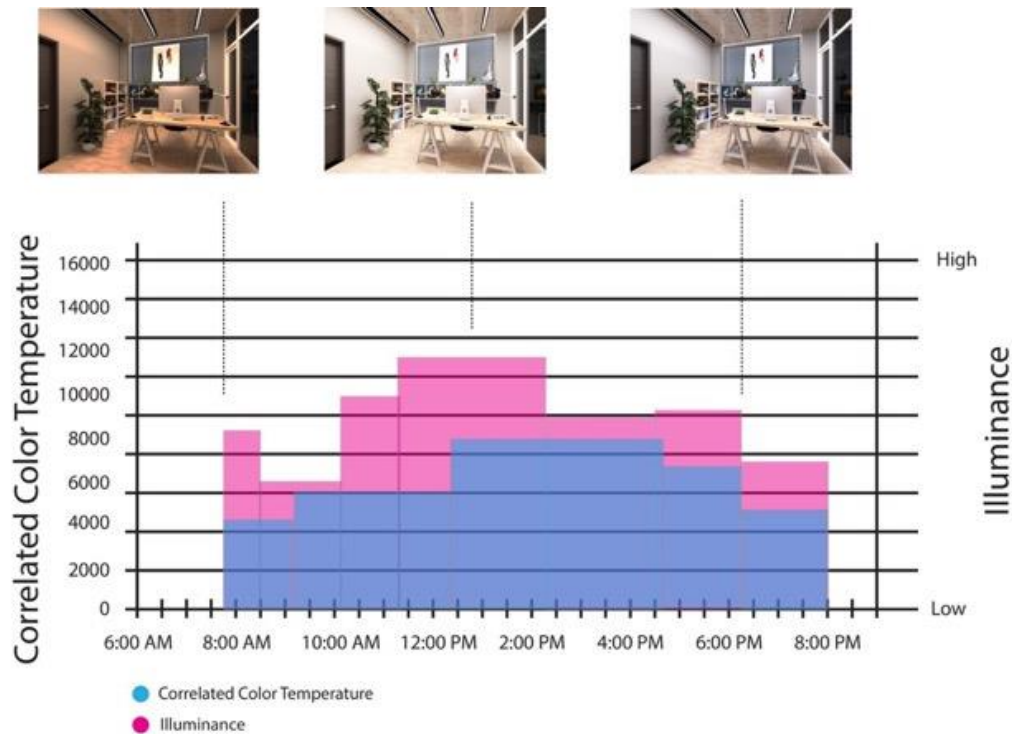 Correlated Color Temperature
16000
14000
12000
10000
8000
6000
4000
2000
0
High
Low
Illuminance
6:00 AM
8:00 AM
10:00 AM
12:00 PM
2:00 PM
4:00 PM
6:00 PM
8:00 PM
Correlated Color Temperature
Illuminance